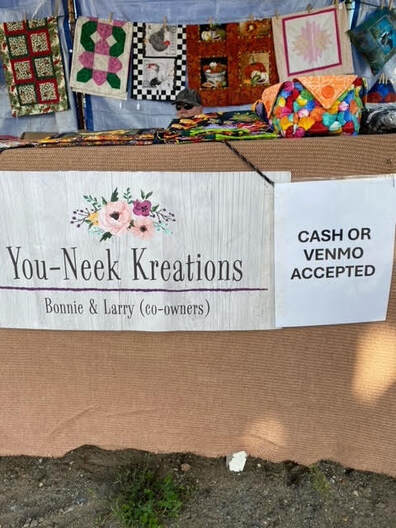 You-Neek Kreations
Bonnie & Larry (co-owners)
CASH OR
VENMO
ACCEPTED